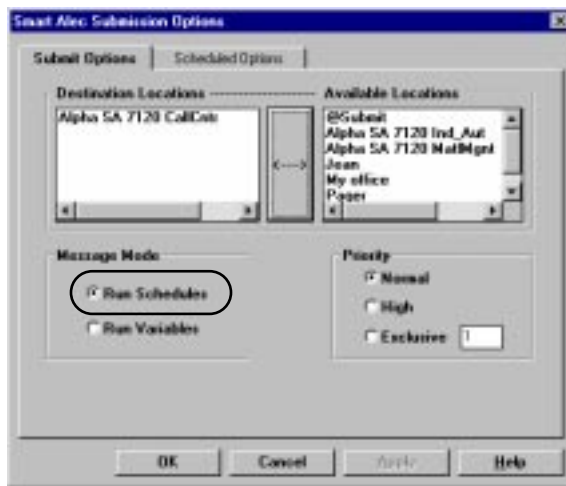 Smart Alec Submission Options
Submit Options
Scheduled Options
Destination Locations
Available Locations
Alpha SA 7120 CallCntr
<--->
@Submit
Alpha SA 7120 Ind_Aut
Alpha SA 7120 MatlMgnt
Joan
My office
Pager
Message Mode
Run Schedules
Run Variables
Priority
Normal
High
Exclusive
1
OK
Cancel
Apply
Help